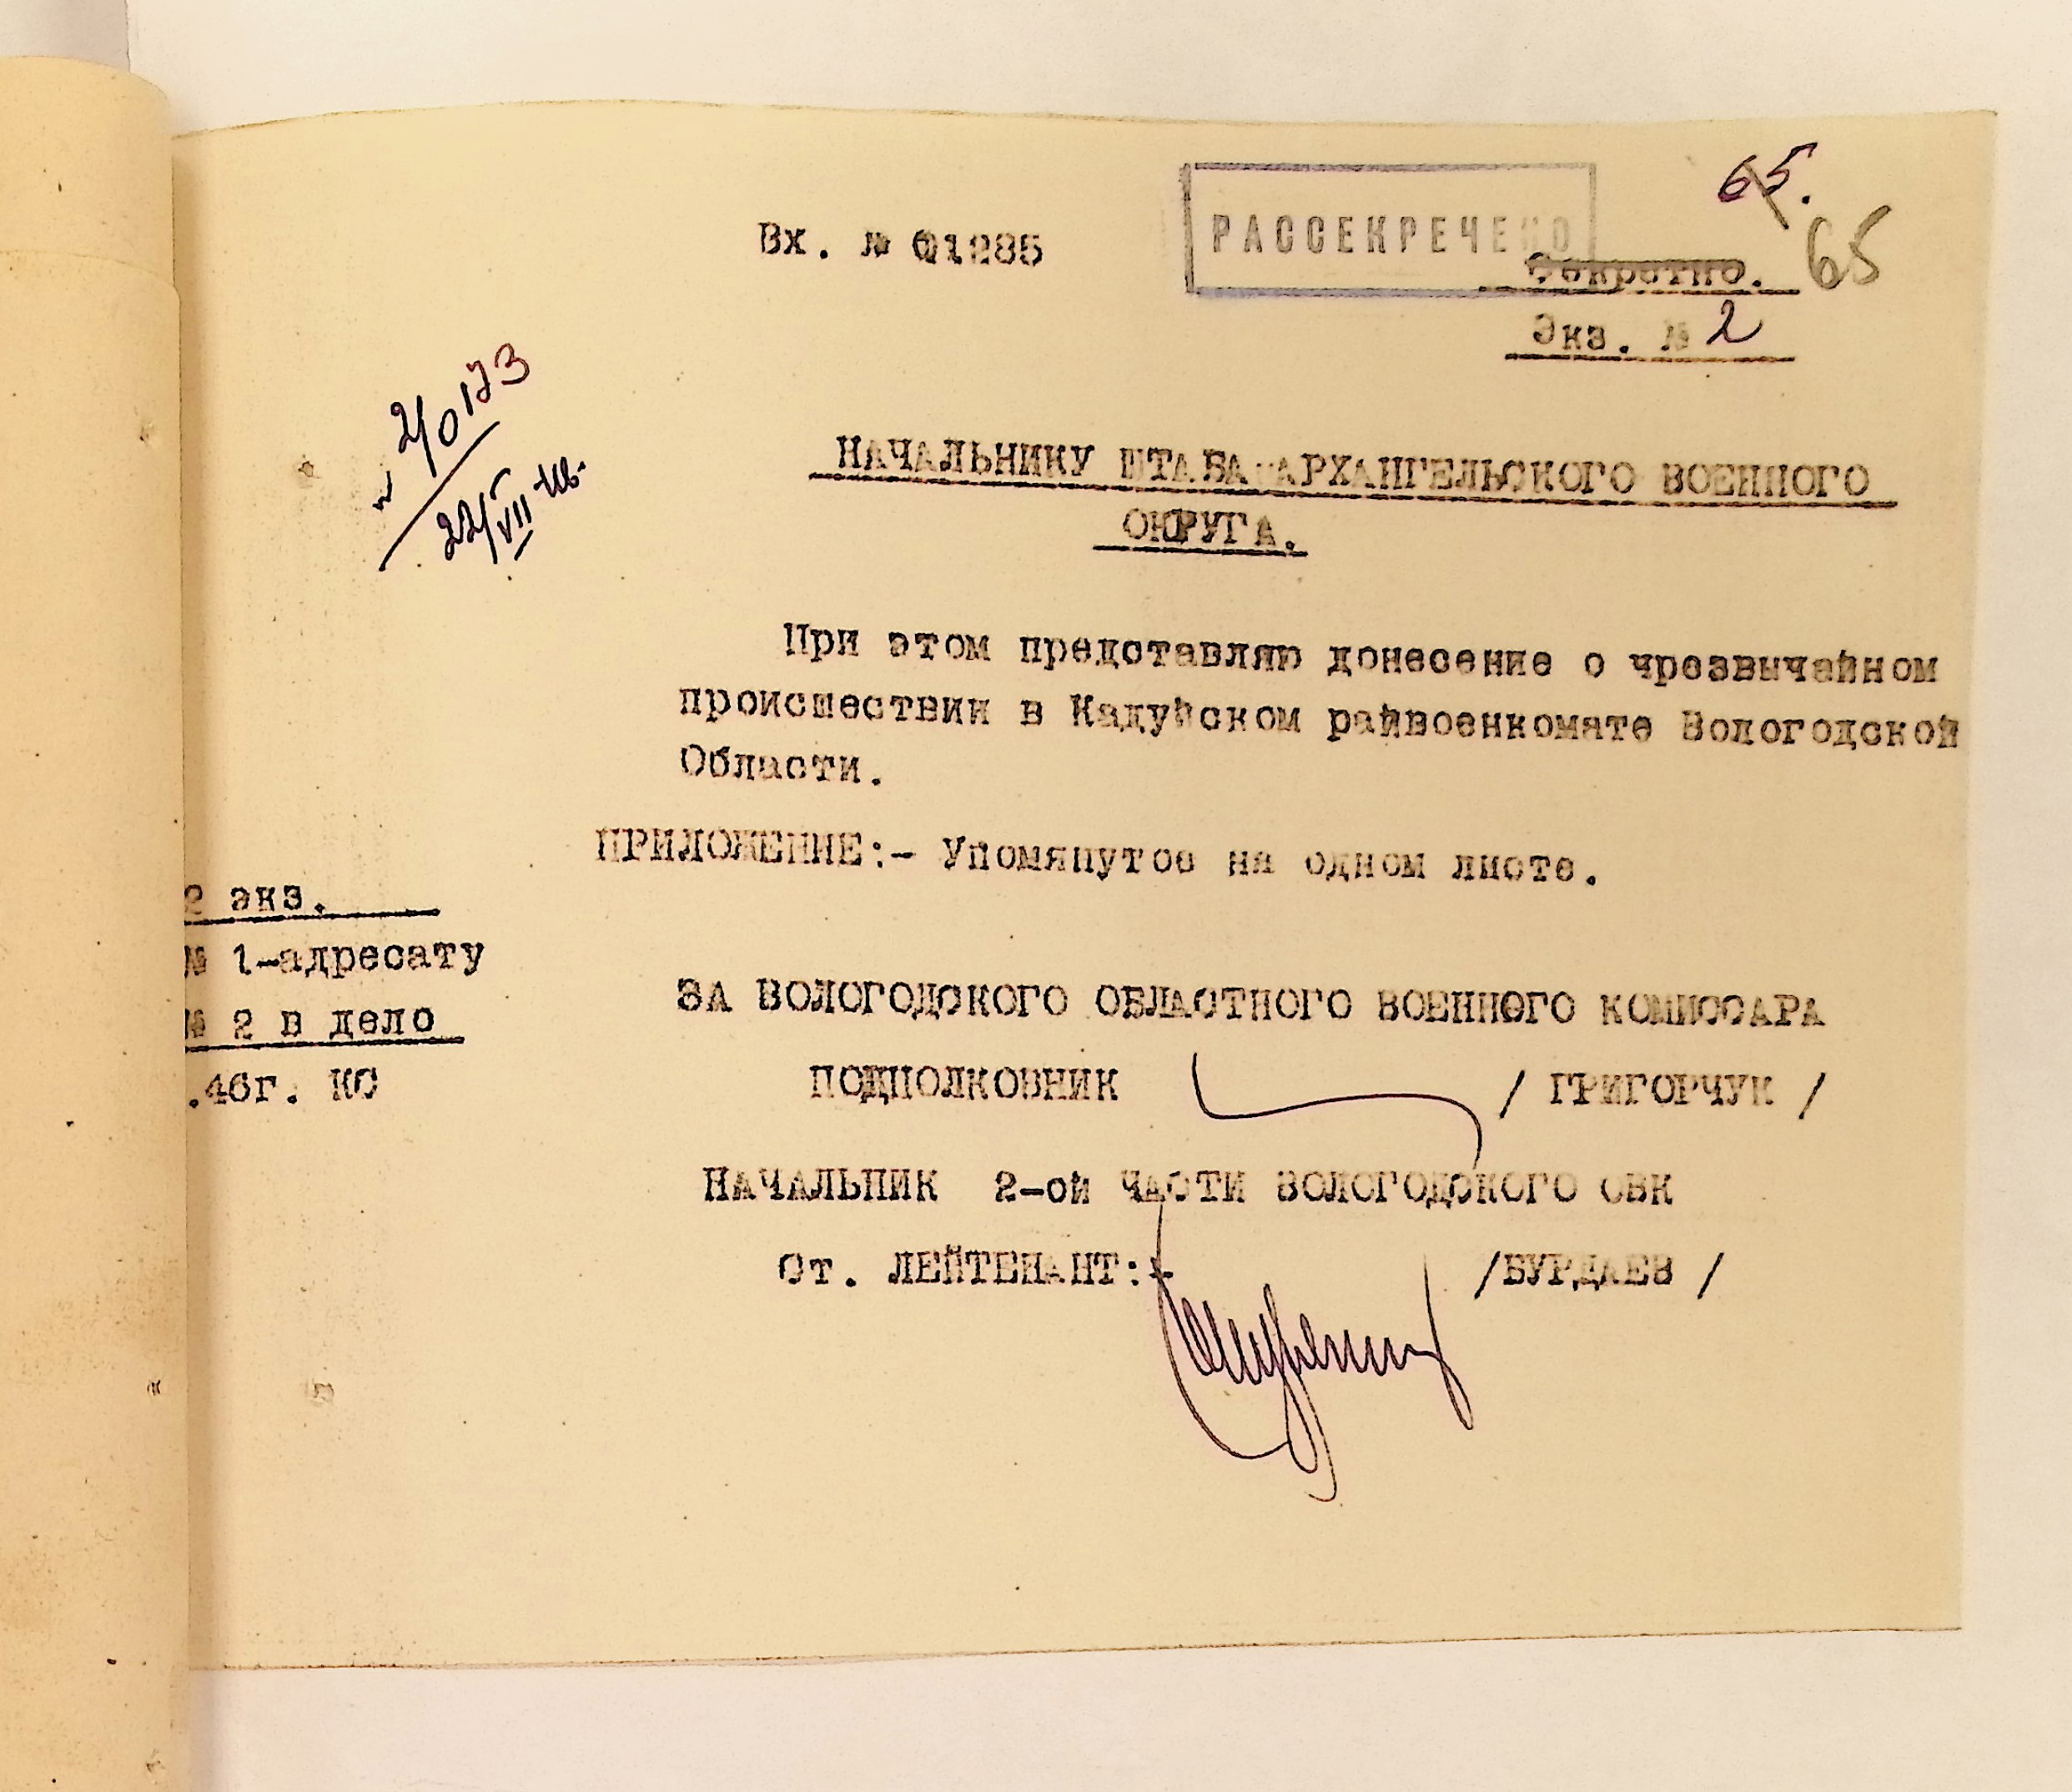 65.
РАССЕКРЕЧЕНО
Вх. № 01285
Секретно.
65
Экз. № 2
№ 2/0173
22/VII-46.
НАЧАЛЬНИКУ ШТАБА АРХАНГЕЛЬСКОГО ВОЕННОГО
ОКРУГА.
При этом представляю донесение о чрезвычайном
происшествии в Кадуйском райвоенкомате Вологодской
Области.
ПРИЛОЖЕНИЕ:- Упомянутое на одном листе.
2 экз.
№ 1-адресату
№ 2 в дело
.46г. КС
ЗА ВОЛОГОДСКОГО ОБЛАСТНОГО ВОЕННОГО КОМИССАРА
ПОДПОЛКОВНИК / ГРИГОРЧУК /
НАЧАЛЬНИК 2-ой ЧАСТИ ВОЛОГОДСКОГО ОВК
Ст. ЛЕЙТЕНАНТ:- /БУРДАЕВ /